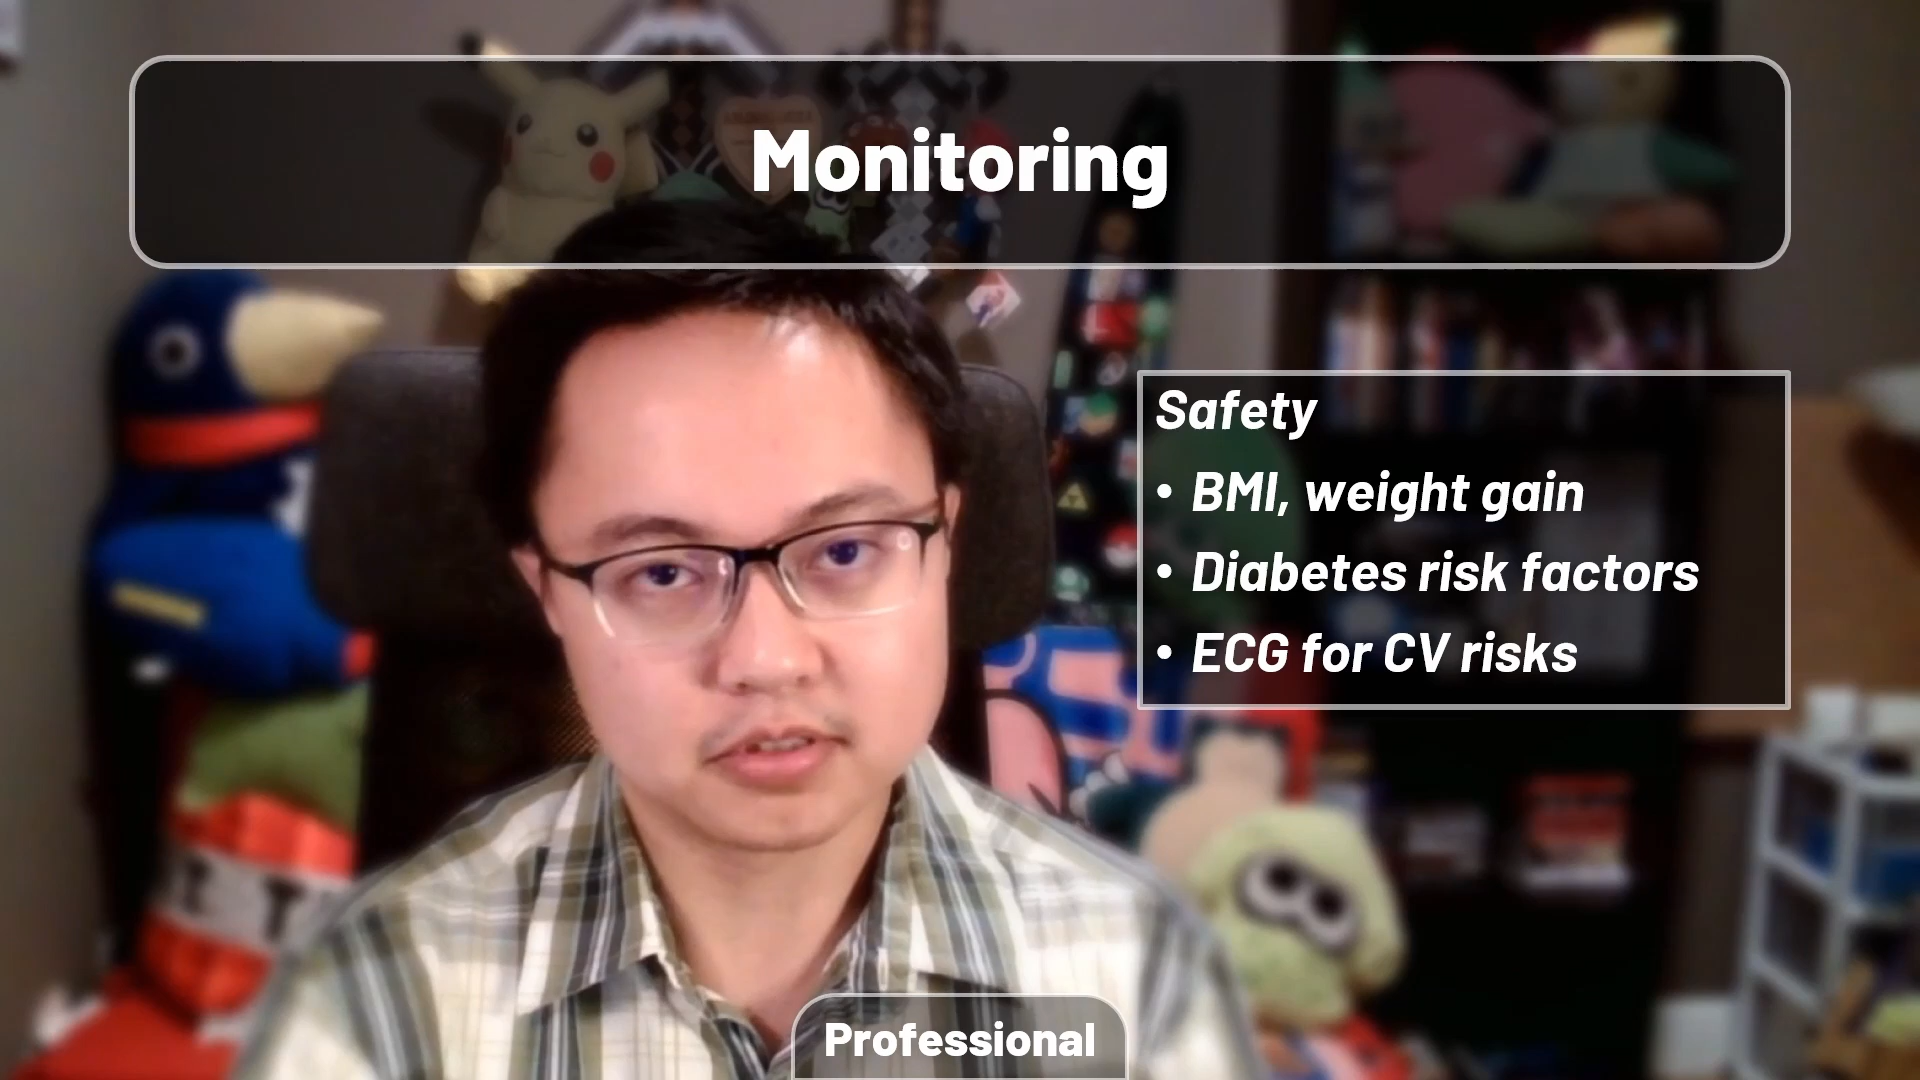 Monitoring
Safety
• BMI, weight gain
• Diabetes risk factors
• ECG for CV risks
Professional